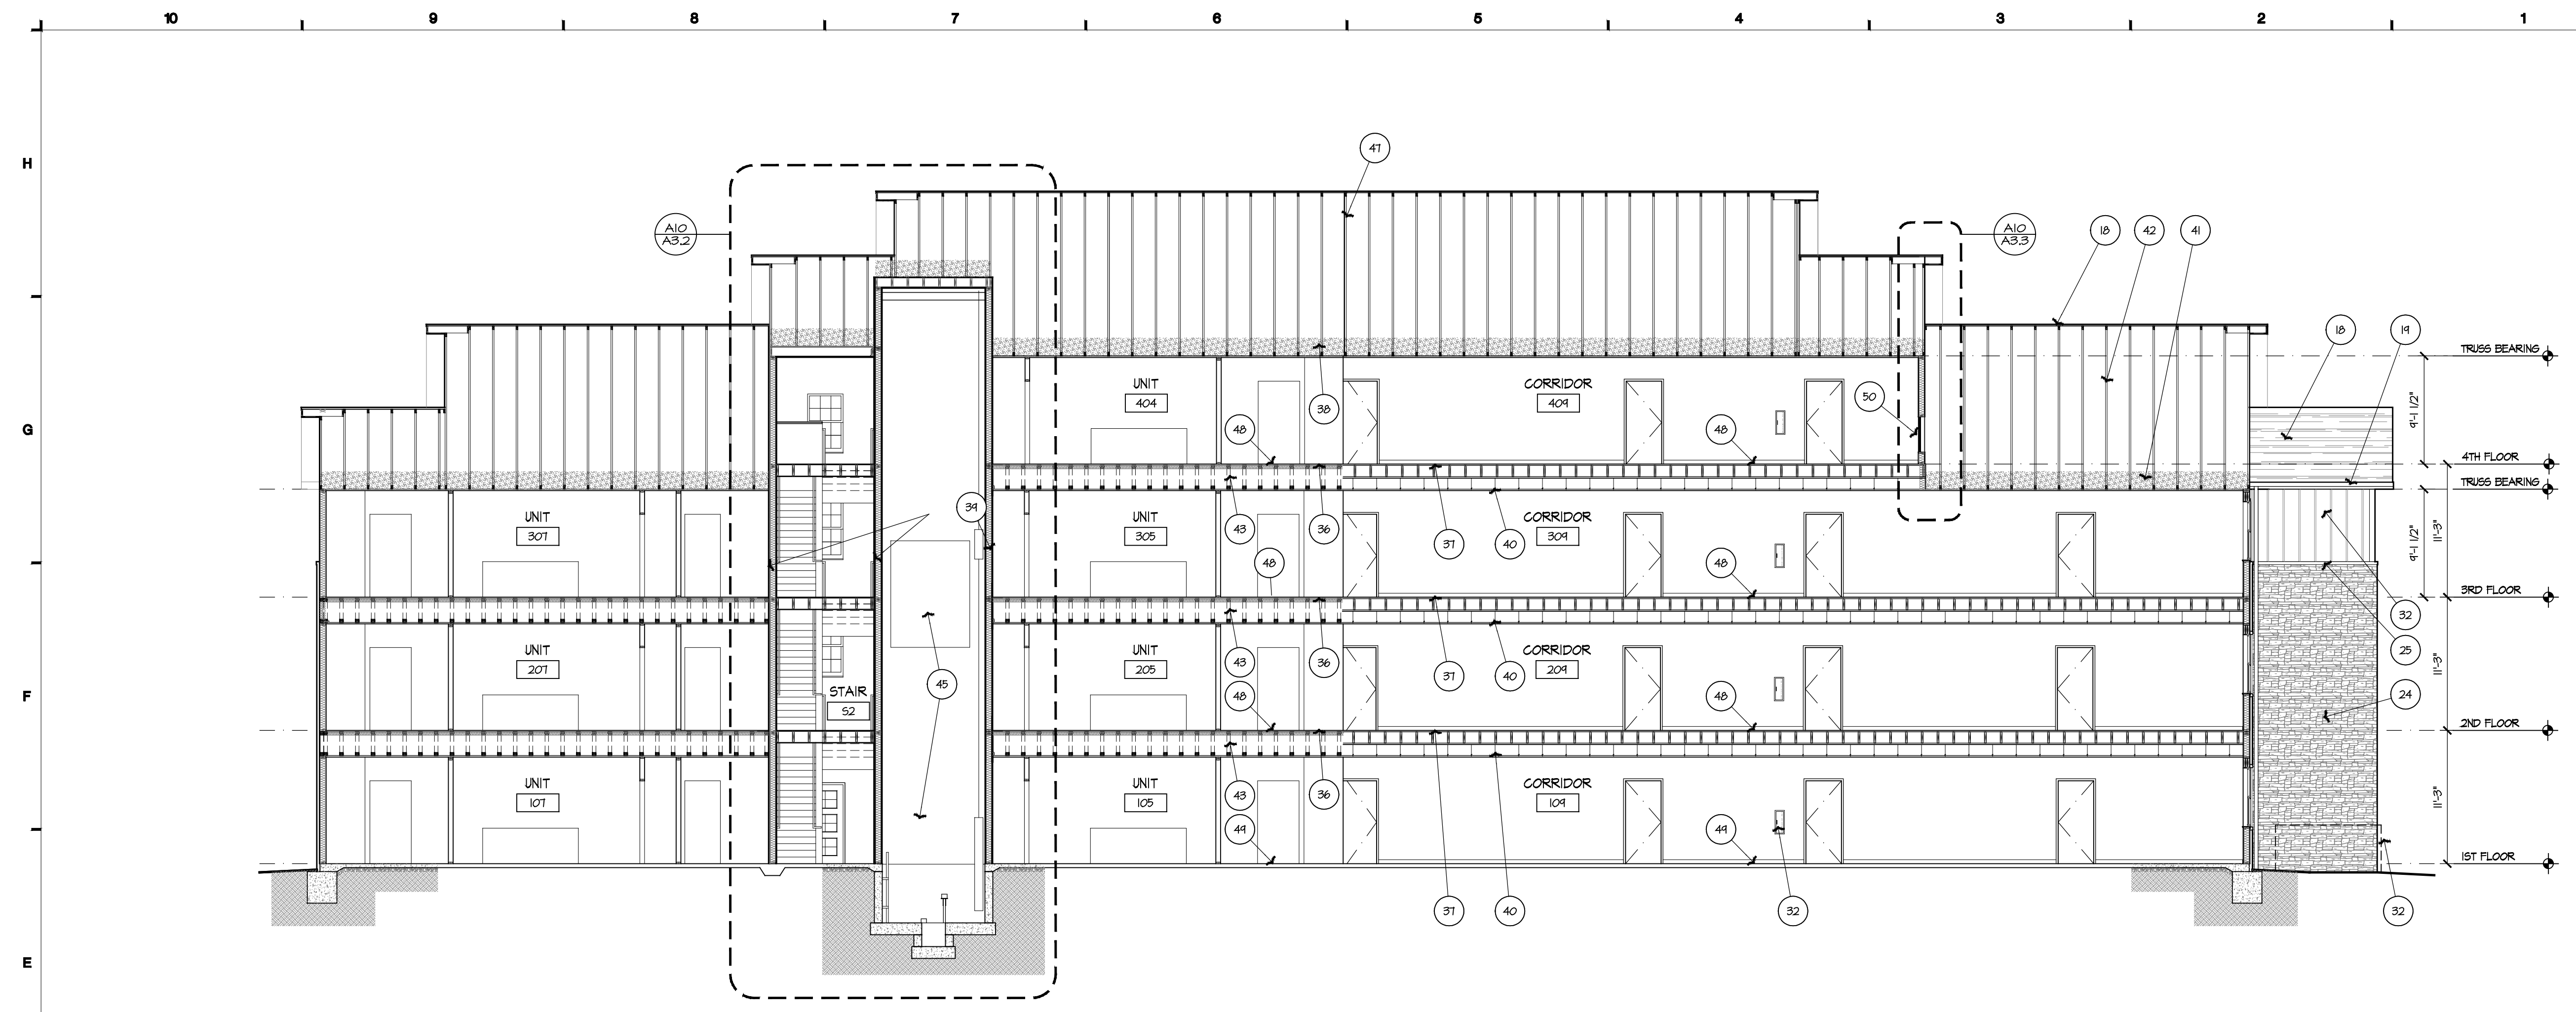 10 9 8 7 6 5 4 3 2 1
H
47
A10
A3.2
A10
A3.3
18 42 41
18 19
TRUSS BEARING
UNIT
404
CORRIDOR
409
38
50
9'-1 1/2"
G
48
48
4TH FLOOR
TRUSS BEARING
39
UNIT
307
UNIT
305
CORRIDOR
309
43
36
37
40
48
48
9'-1 1/2"
11'-3"
3RD FLOOR
32
UNIT
207
UNIT
205
CORRIDOR
209
43
36
37
40
25
11'-3"
F
45
STAIR
S2
48
48
24
2ND FLOOR
UNIT
107
UNIT
105
CORRIDOR
109
43
36
11'-3"
49
49
1ST FLOOR
37
40
32
32
E